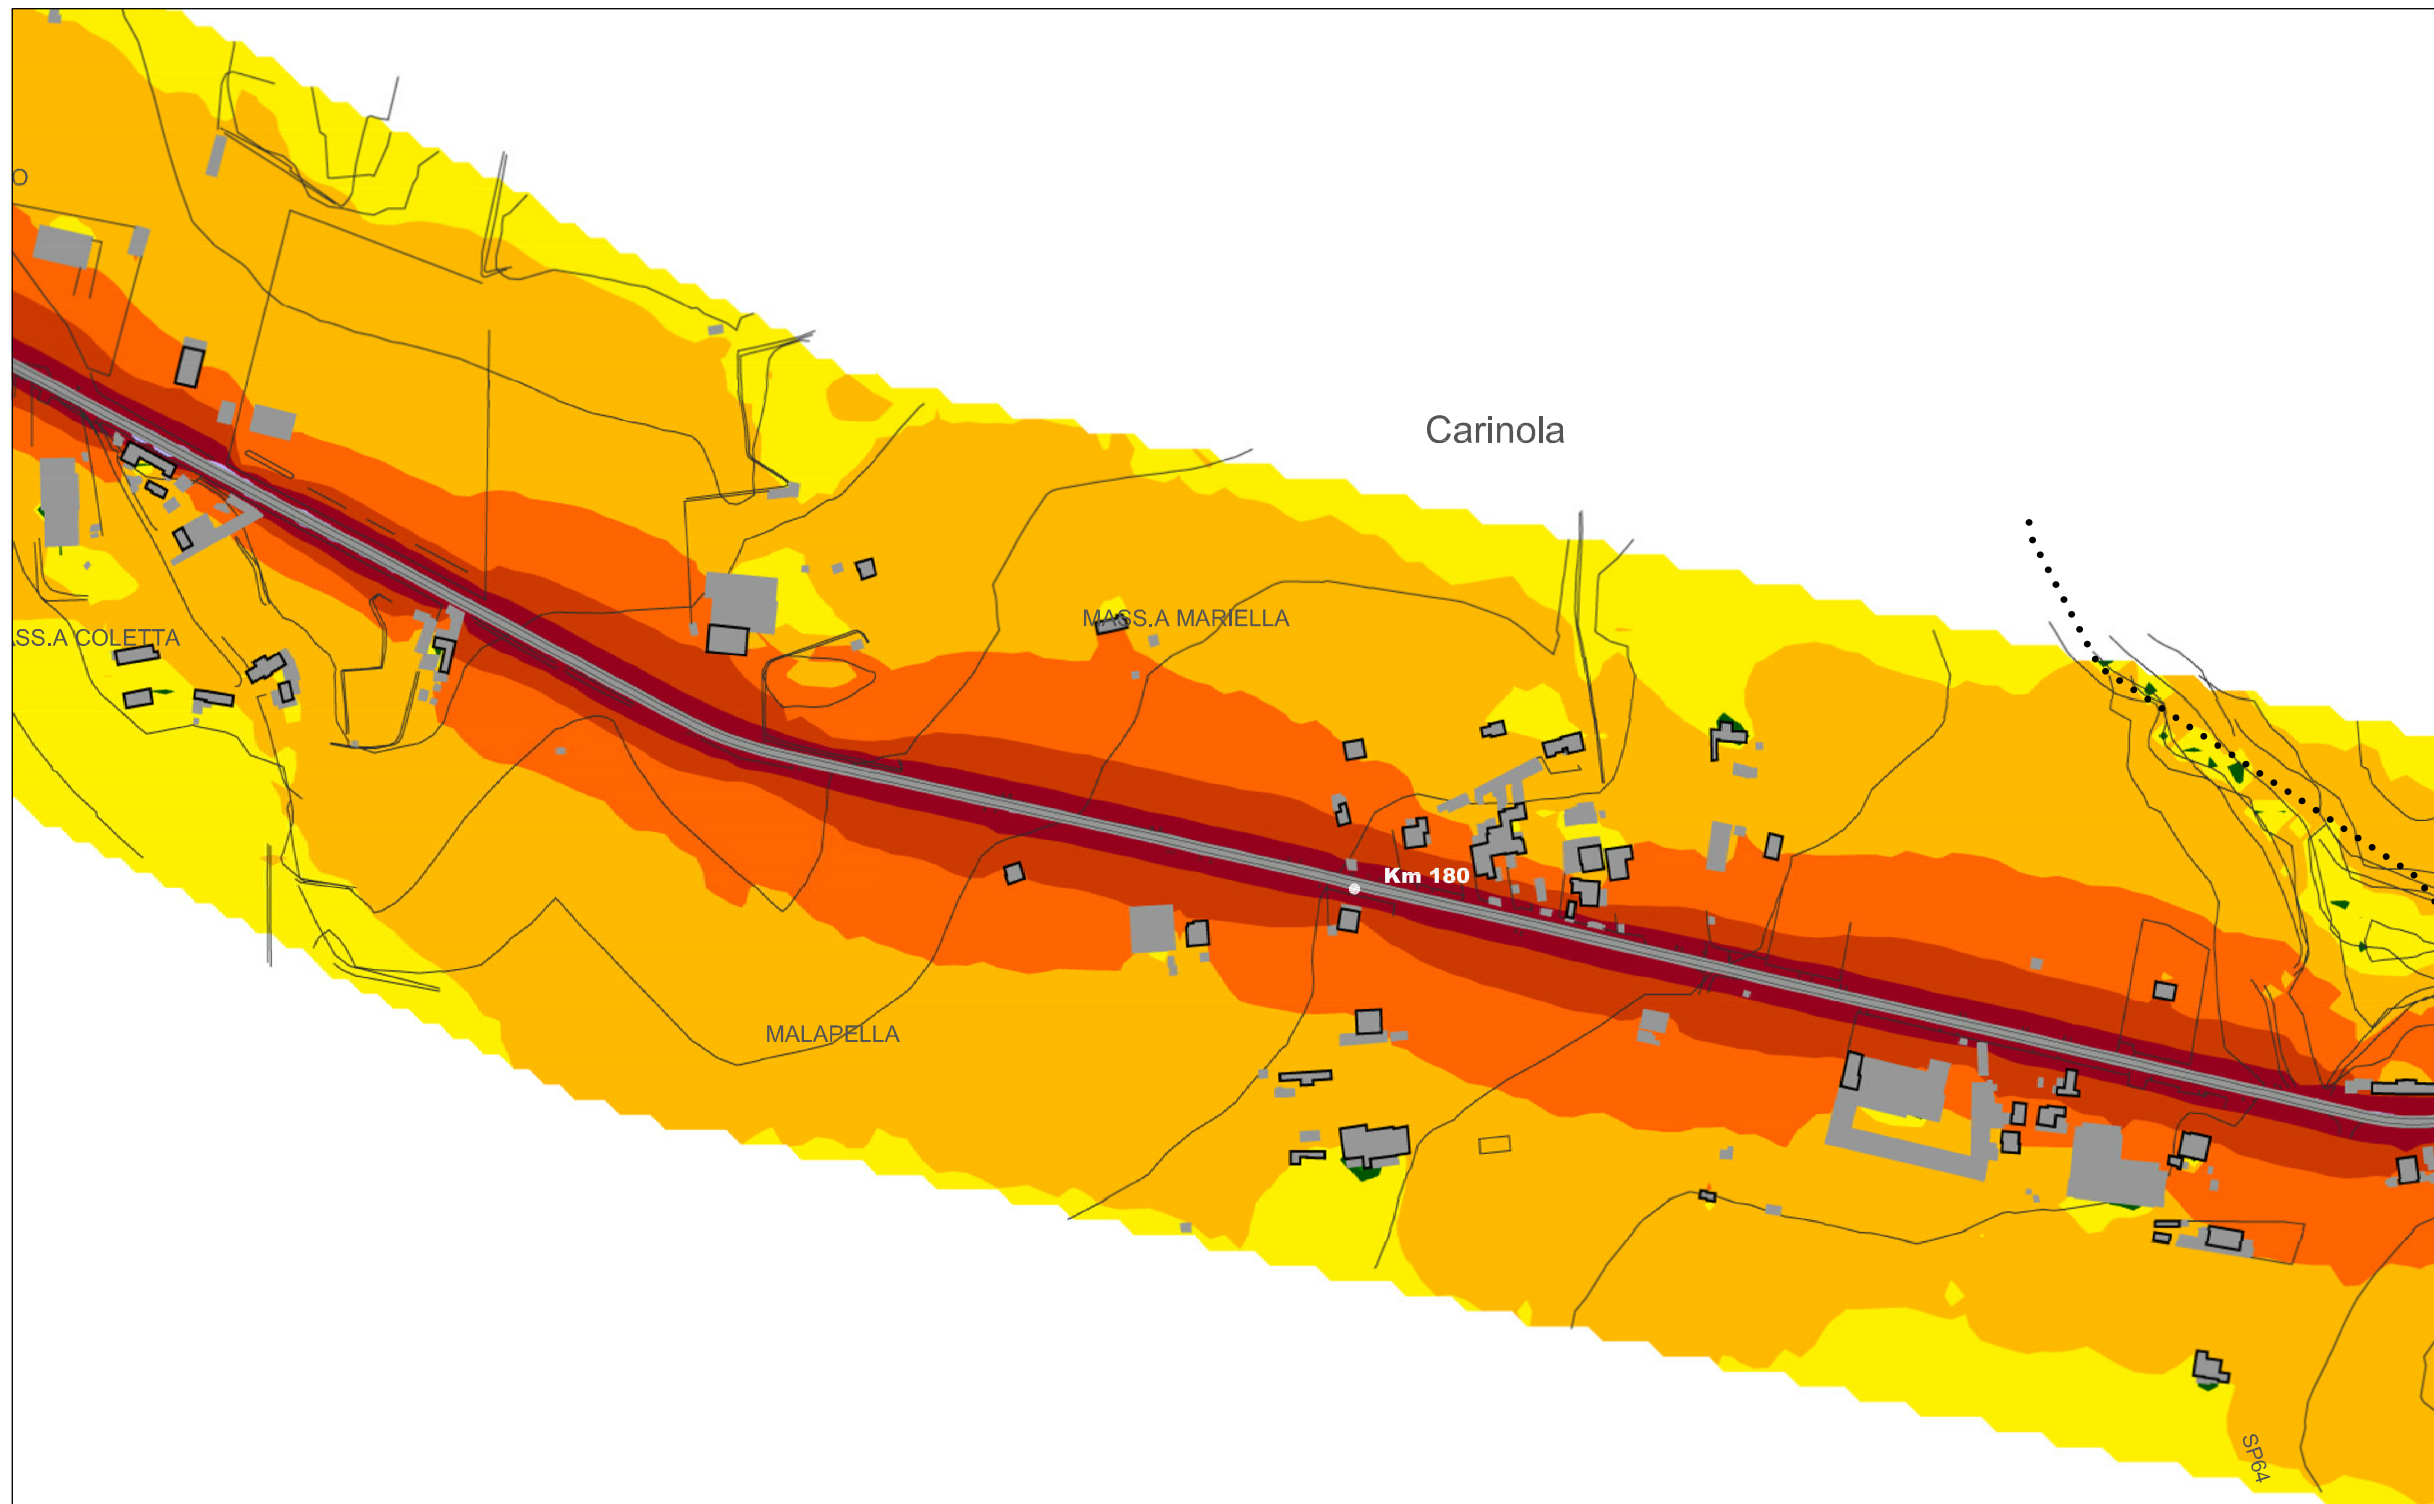 O
Carinola
MASS.A MARIELLA
SS.A COLETTA
Km 180
MALAPELLA
SP64